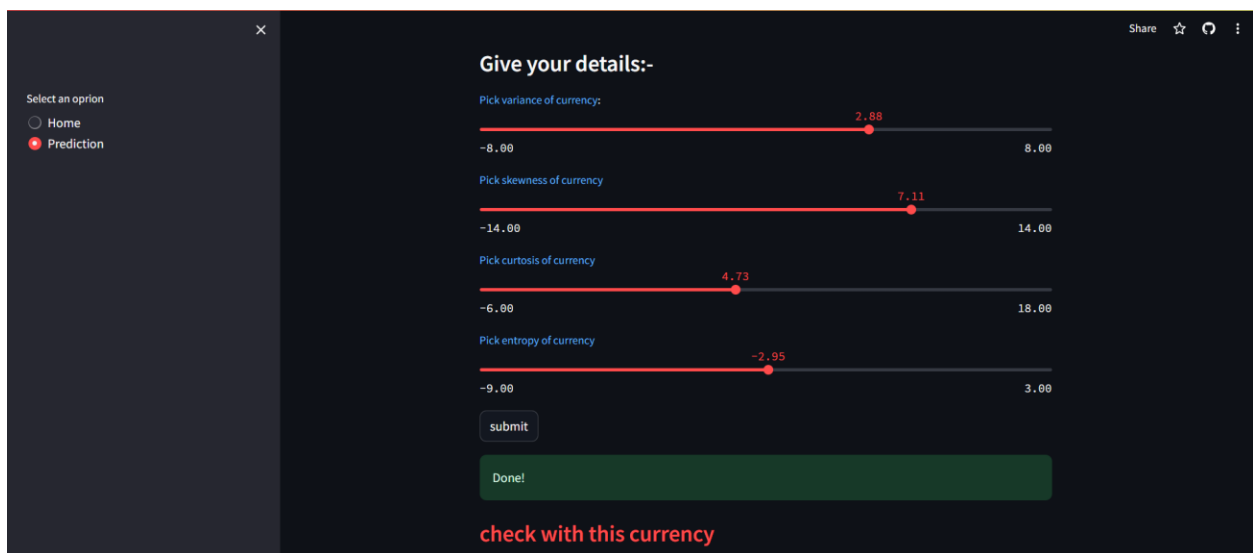 Share
Select an oprion
Home
Prediction
Give your details:-
Pick variance of currency:
2.88
-8.00 8.00
Pick skewness of currency
7.11
-14.00 14.00
Pick curtosis of currency
4.73
-6.00 18.00
Pick entropy of currency
-2.95
-9.00 3.00
submit
Done!
check with this currency